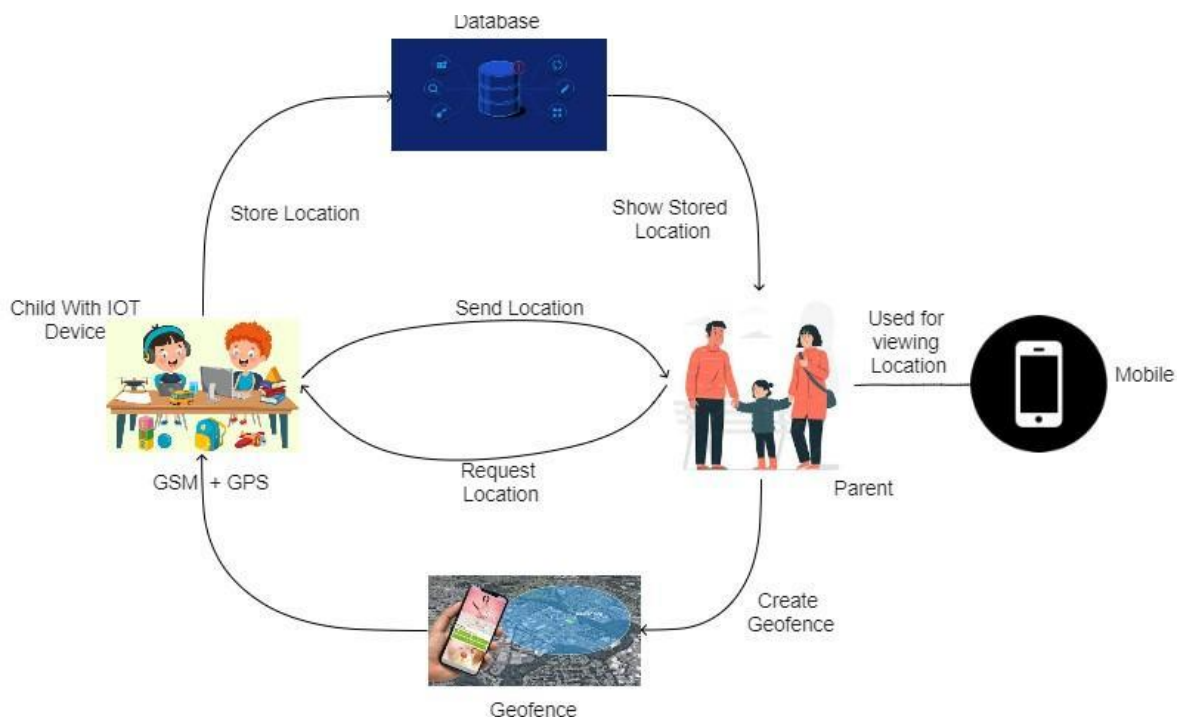 Database
Store Location
Show Stored
Location
Child With IOT
Device
Send Location
Used for
viewing
Location
Mobile
Request
Location
GSM + GPS
Parent
Create
Geofence
Geofence